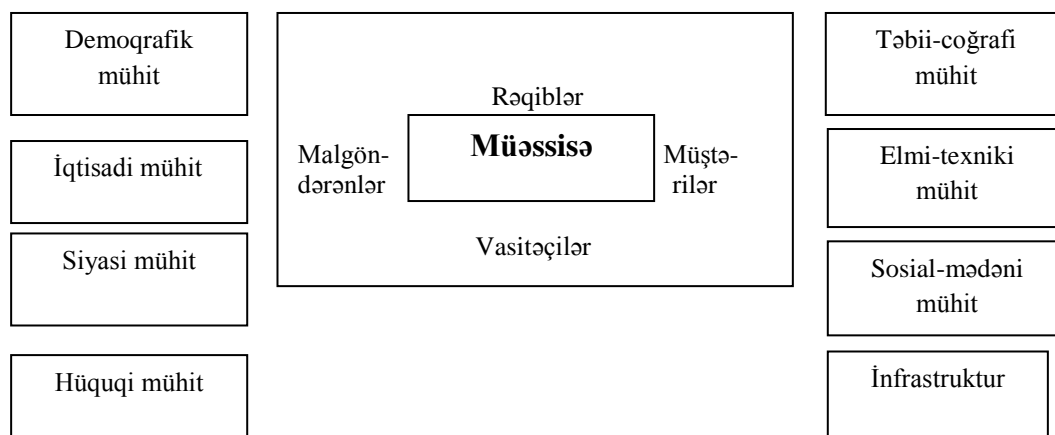 Demoqrafik
mühit
İqtisadi mühit
Siyasi mühit
Hüquqi mühit
Rəqiblər
Malgön-
dərənlər
Müəssisə
Müştə-
rilər
Vasitəçilər
Təbii-coğrafi
mühit
Elmi-texniki
mühit
Sosial-mədəni
mühit
İnfrastruktur